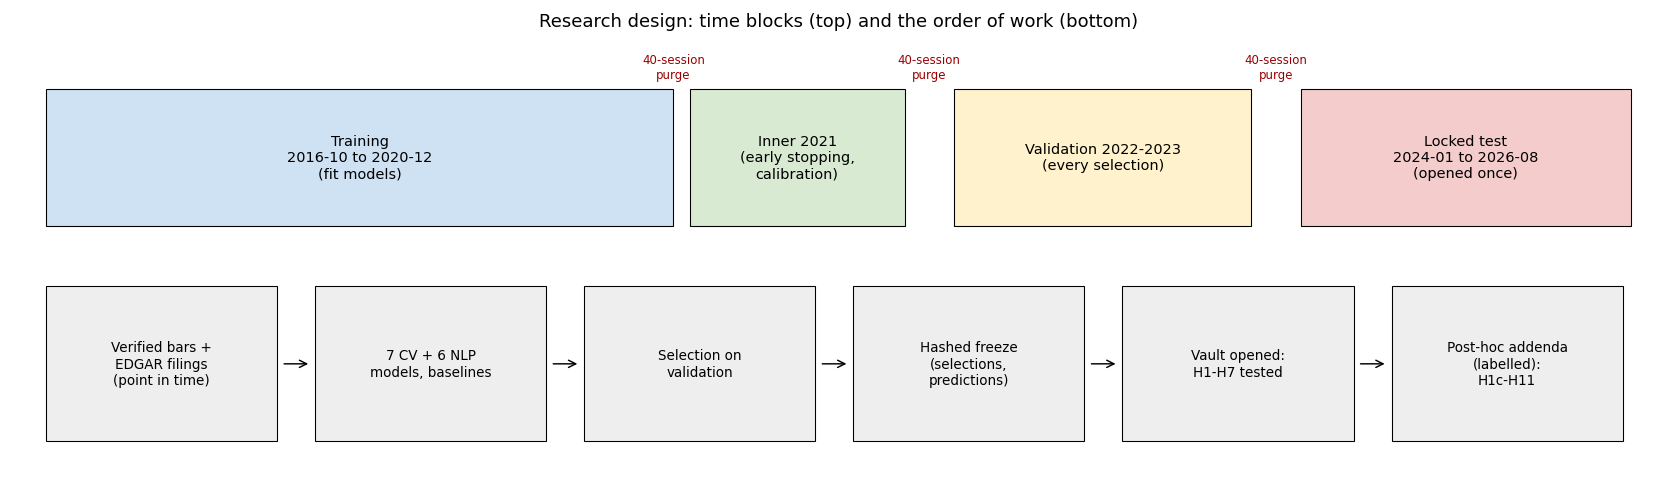 Research design: time blocks (top) and the order of work (bottom)
40-session
purge
40-session
purge
40-session
purge
Training
2016-10 to 2020-12
(fit models)
Inner 2021
(early stopping,
calibration)
Validation 2022-2023
(every selection)
Locked test
2024-01 to 2026-08
(opened once)
Verified bars +
EDGAR filings
(point in time)
7 CV + 6 NLP
models, baselines
Selection on
validation
Hashed freeze
(selections,
predictions)
Vault opened:
H1-H7 tested
Post-hoc addenda
(labelled):
H1c-H11